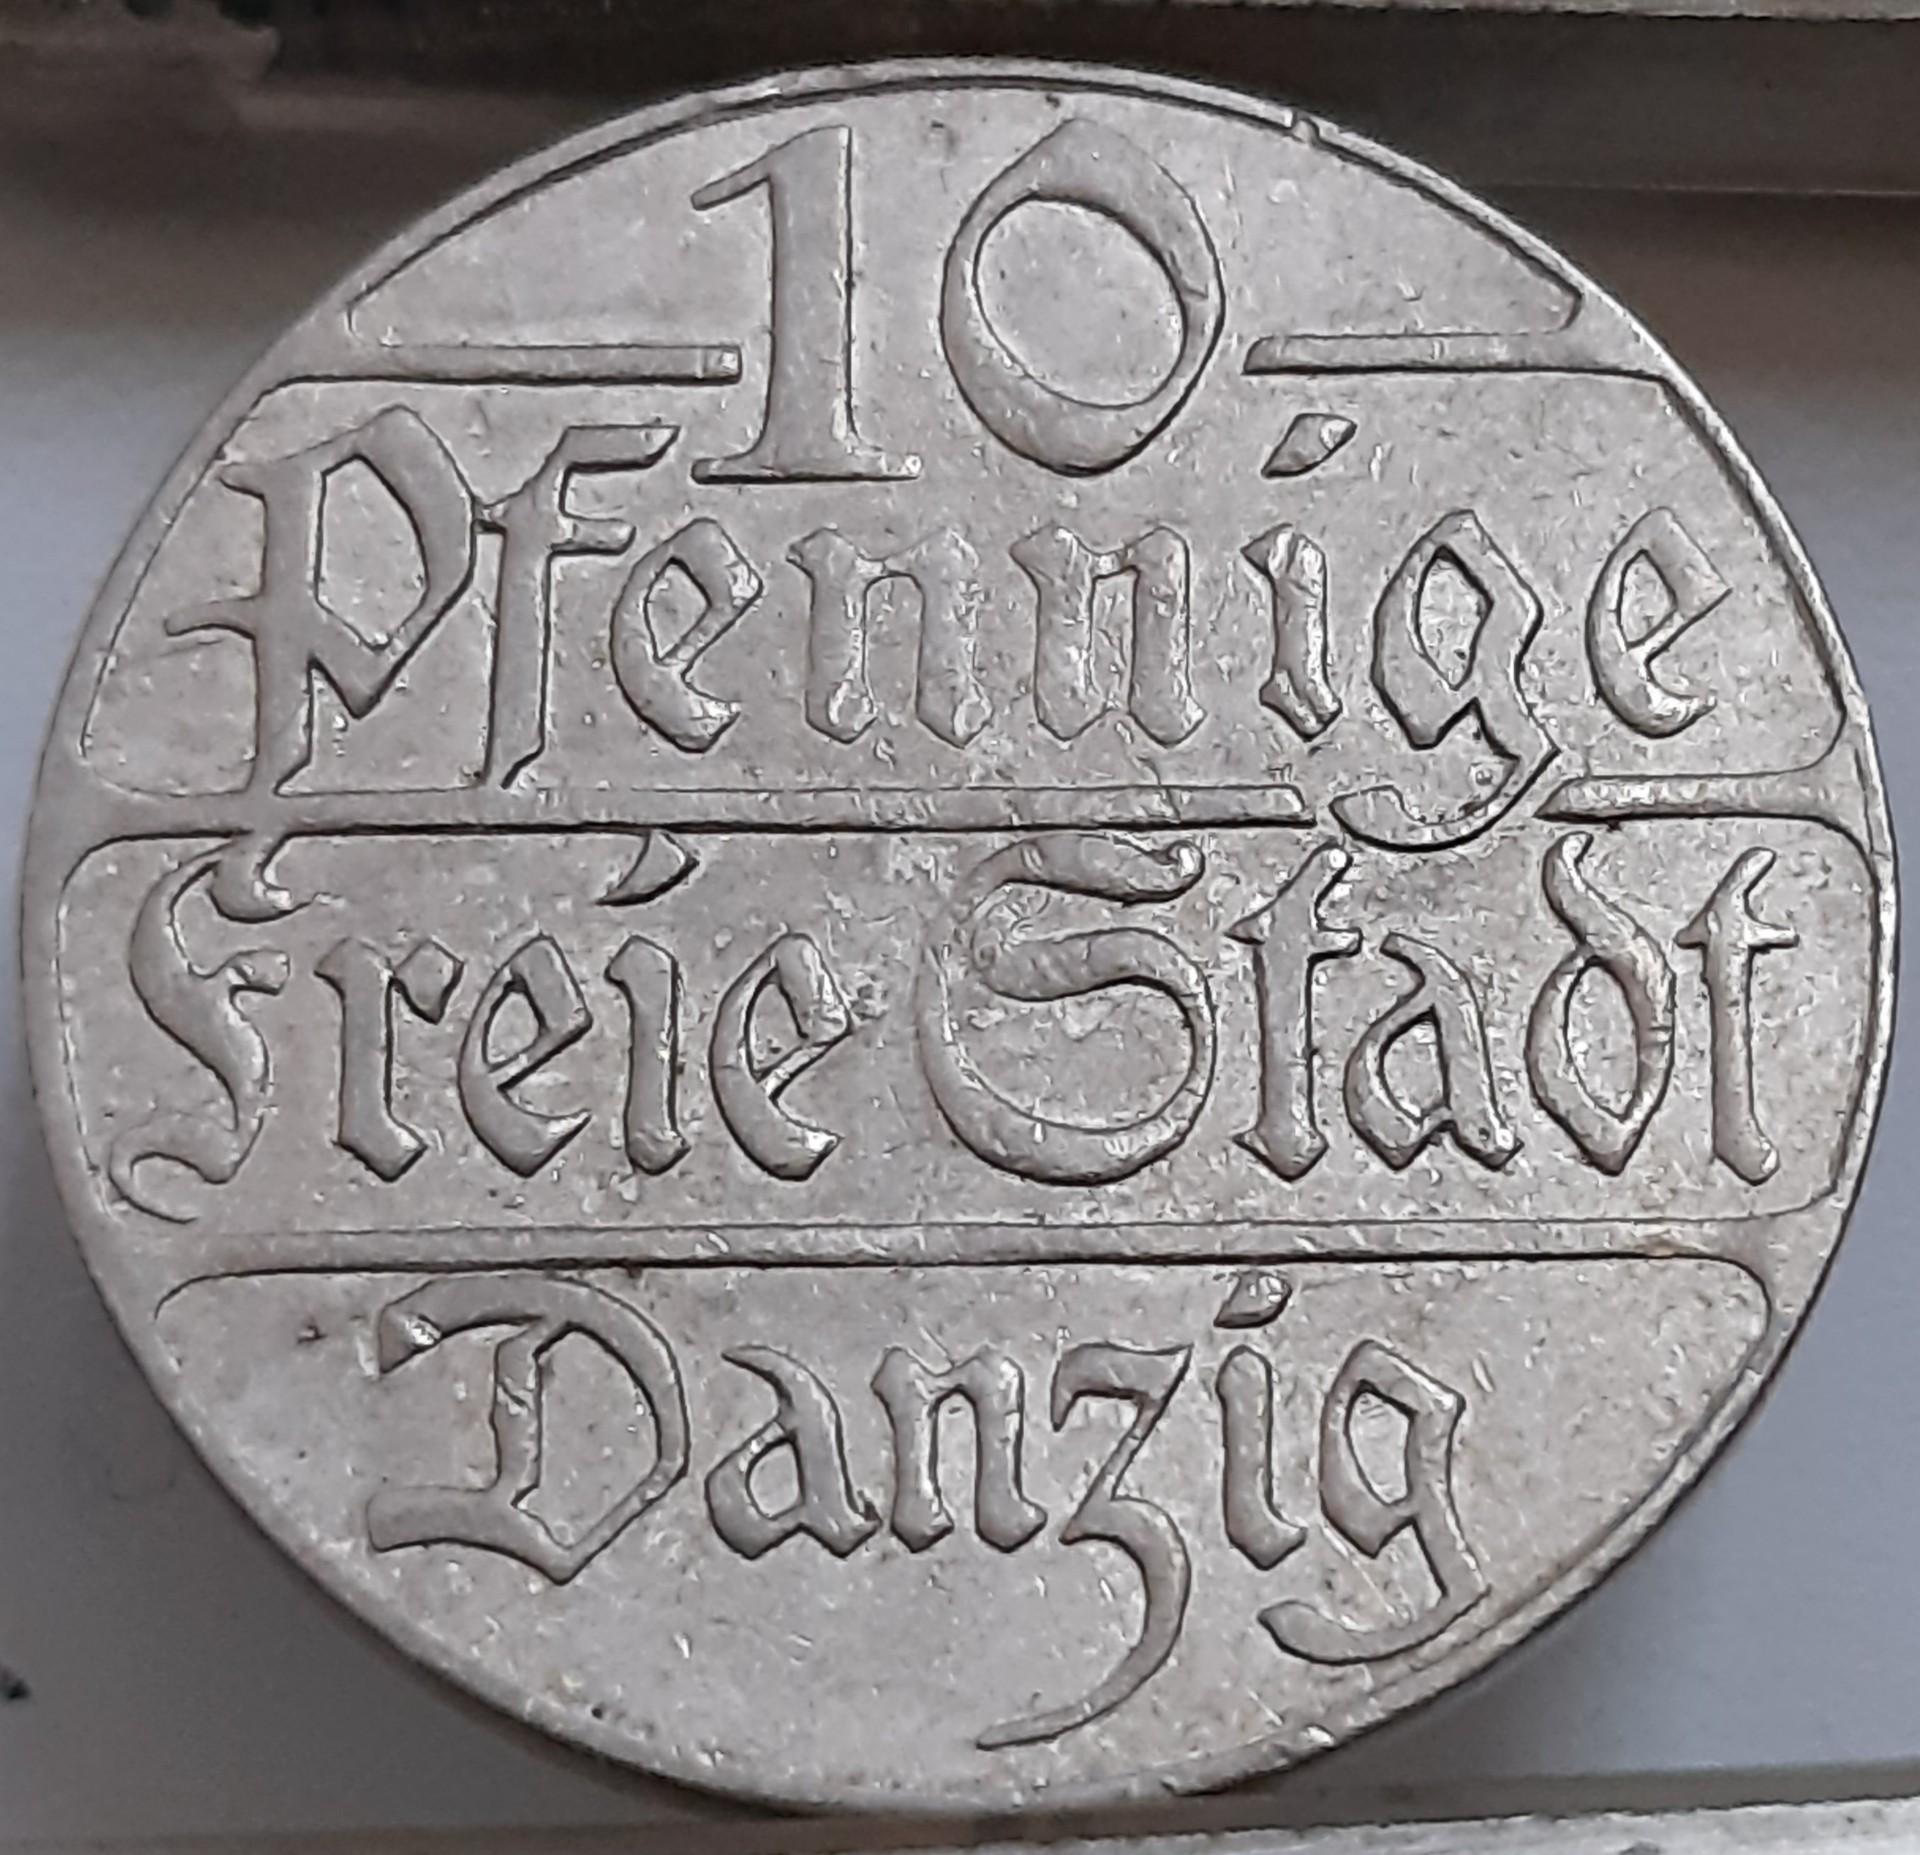 10
Pfennige
Freie Stadt
Danzig